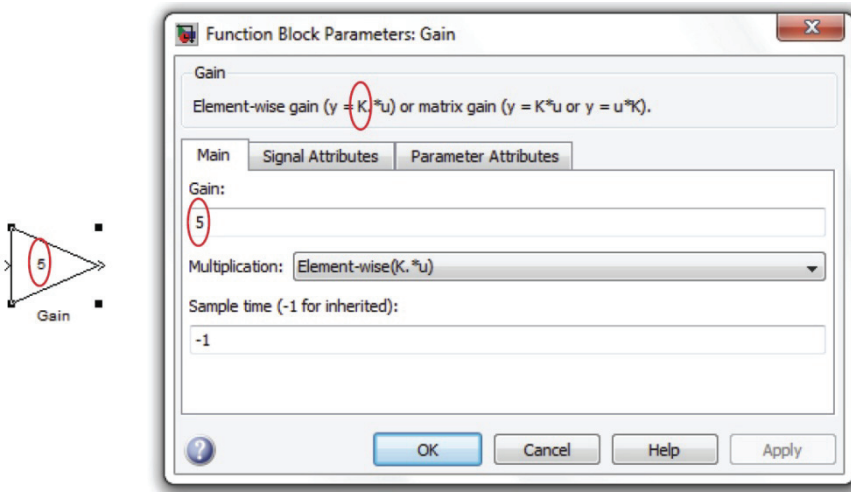 Function Block Parameters: Gain
Gain
Element-wise gain (y = K.*u) or matrix gain (y = K*u or y = u*K).
Main Signal Attributes Parameter Attributes
Gain:
5
Multiplication: Element-wise(K.*u)
Sample time (-1 for inherited):
-1
OK Cancel Help Apply
5
Gain